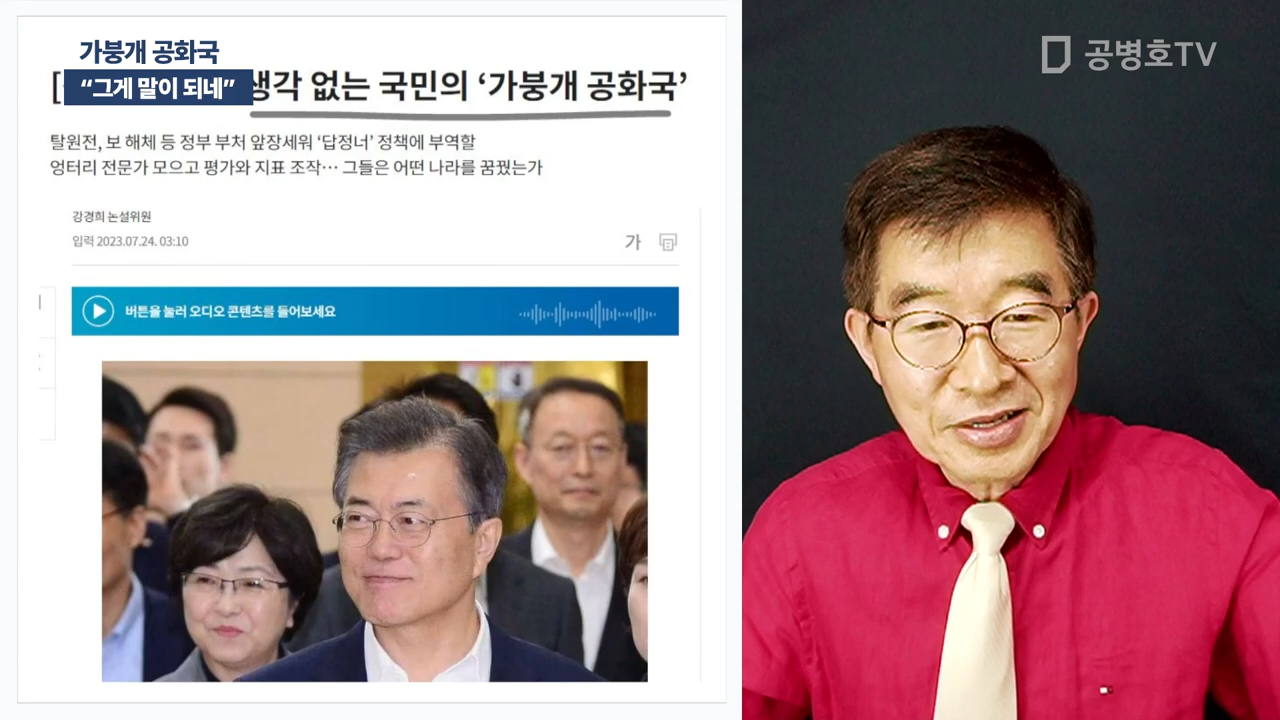 가붕개 공화국
“그게 말이 되네”
[
생각 없는 국민의 ‘가붕개 공화국’
탈원전, 보 해체 등 정부 부처 앞장세워 ‘답정너’ 정책에 부역할
엉터리 전문가 모으고 평가와 지표 조작… 그들은 어떤 나라를 꿈꿨는가
강경희 논설위원
입력 2023.07.24. 03:10
가
버튼을 눌러 오디오 콘텐츠를 들어보세요
공병호TV